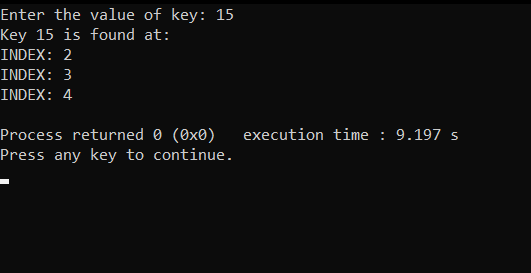 Enter the value of key: 15
Key 15 is found at:
INDEX: 2
INDEX: 3
INDEX: 4
Process returned 0 (0x0)   execution time : 9.197 s
Press any key to continue.